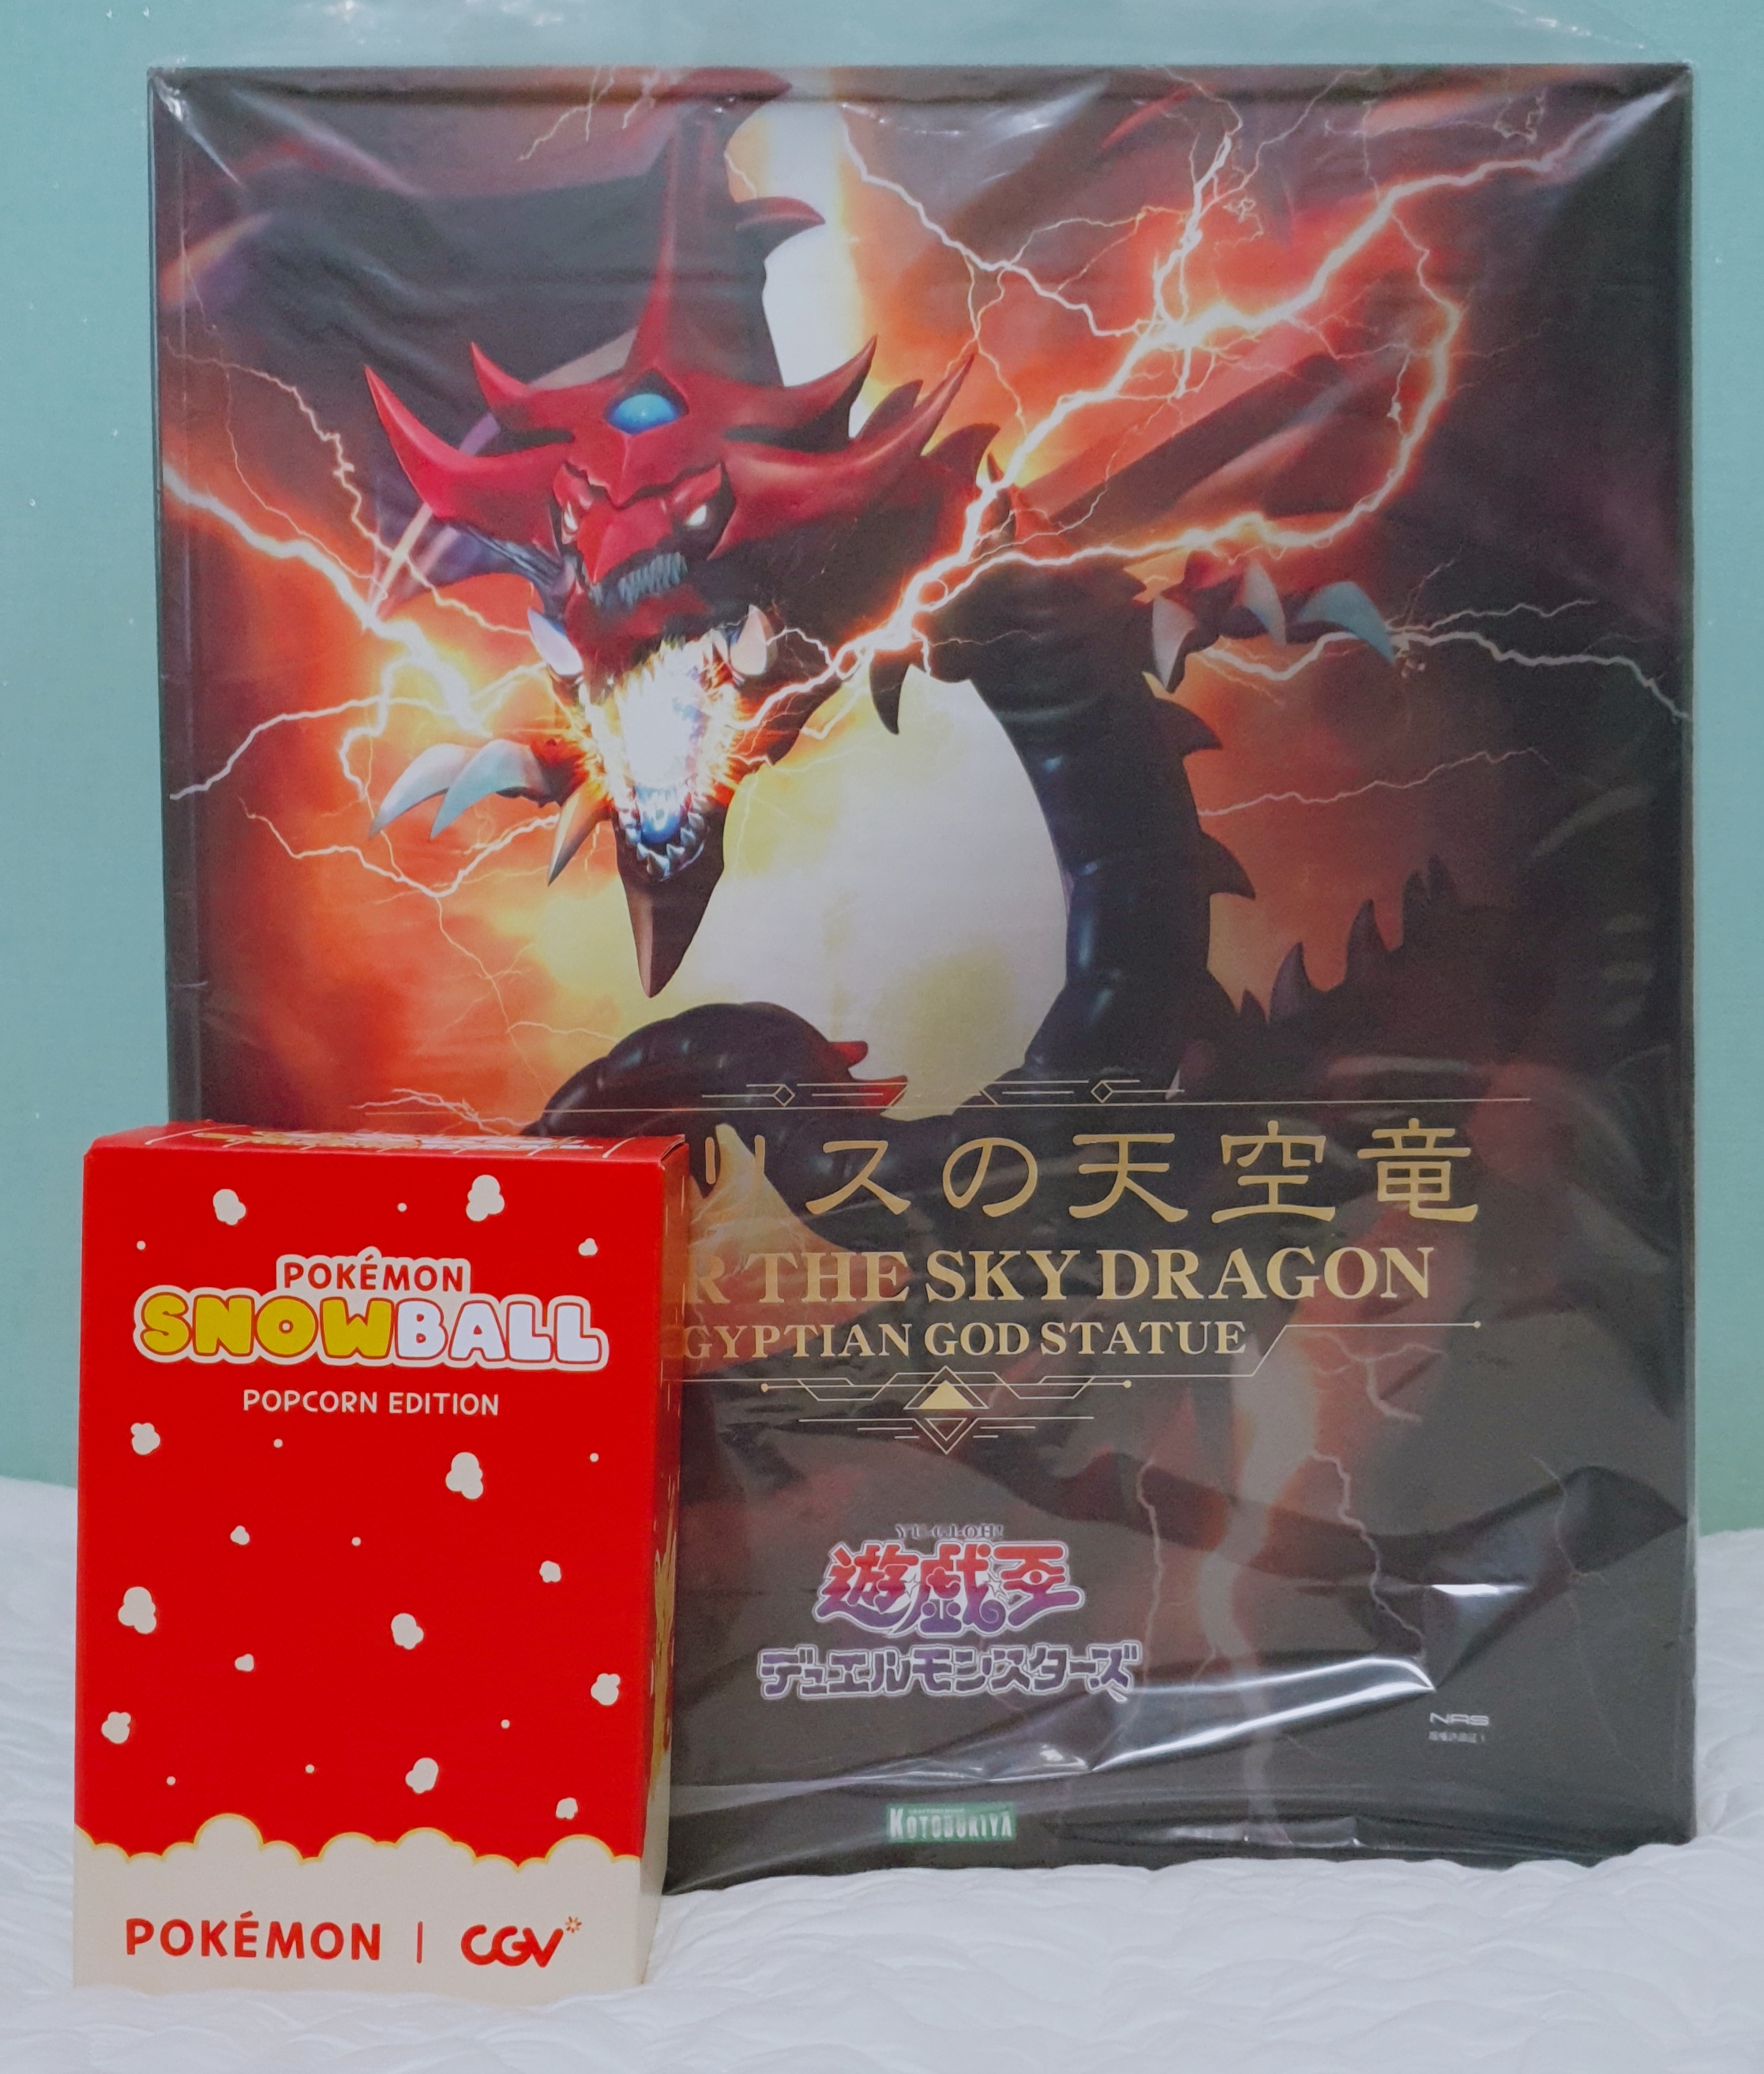 リスの天空竜
R THE SKY DRAGON
GYPTIAN GOD STATUE
YU-GI-OH!
遊戯王
デュエルモンスターズ
NAS
KOTOBUKIYA
POKÉMON
SNOWBALL
POPCORN EDITION
POKÉMON | CGV